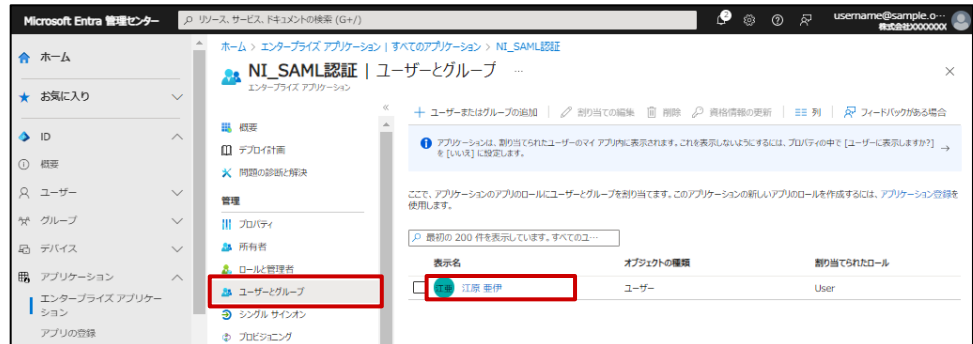 Microsoft Entra 管理センター
リソース、サービス、ドキュメントの検索 (G+/)
2
username@sample.o…
株式会社XXXXXXX
ホーム
お気に入り
ID
概要
ユーザー
グループ
デバイス
アプリケーション
エンタープライズ アプリケー
ション
アプリの登録
ホーム > エンタープライズ アプリケーション | すべてのアプリケーション > NI_SAML認証
NI_SAML認証 | ユーザーとグループ …
エンタープライズ アプリケーション
概要
デプロイ計画
問題の診断と解決
管理
プロパティ
所有者
ロールと管理者
ユーザーとグループ
シングル サインオン
プロビジョニング
ユーザーまたはグループの追加
割り当ての編集
削除
資格情報の更新
列
フィードバックがある場合
アプリケーションは、割り当てられたユーザーのマイ アプリ内に表示されます。これを表示しないようにするには、プロパティの中で [ユーザーに表示しますか?]
を [いいえ] に設定します。
ここで、アプリケーションのアプリのロールにユーザーとグループを割り当てます。このアプリケーションの新しいアプリのロールを作成するには、アプリケーション登録を
使用します。
最初の 200 件を表示しています。すべてのユ…
表示名 オブジェクトの種類 割り当てられたロール
江亜 江原 亜伊 ユーザー User